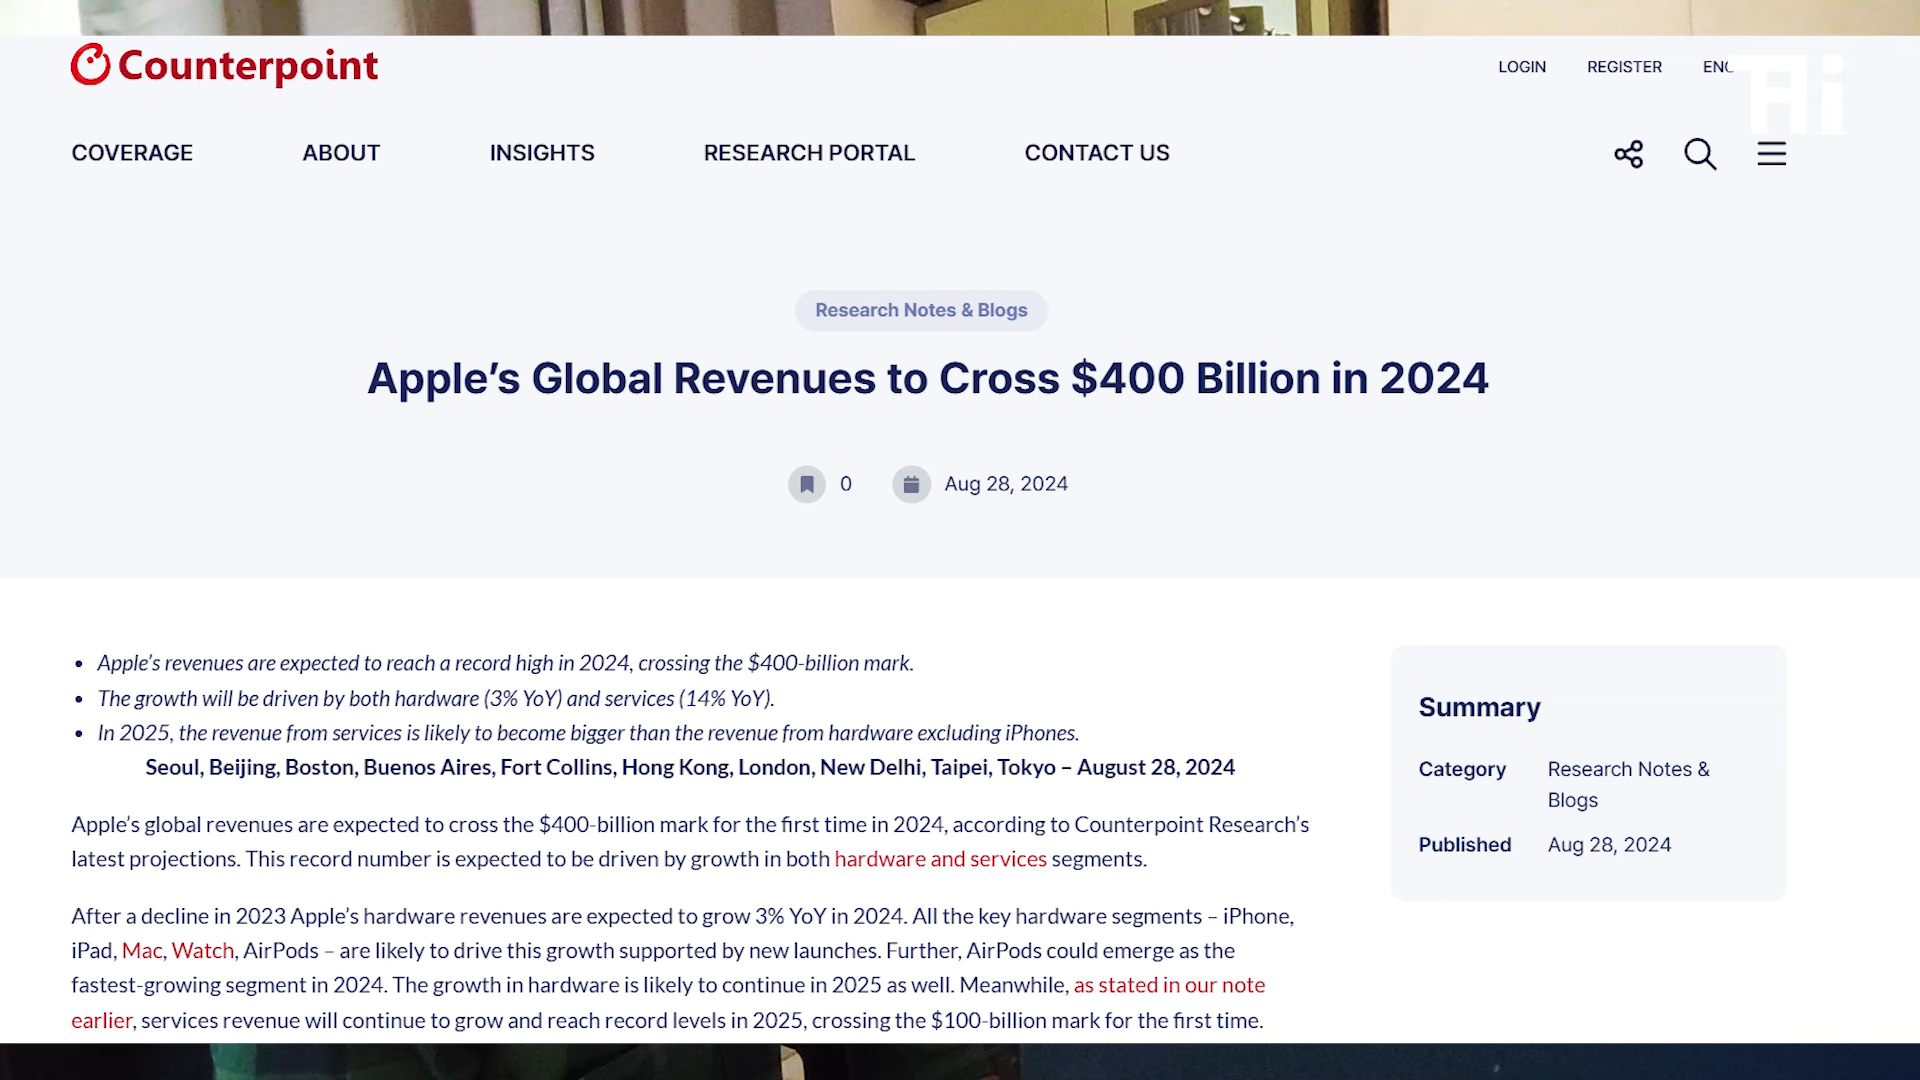 Counterpoint
LOGIN REGISTER
COVERAGE ABOUT INSIGHTS RESEARCH PORTAL CONTACT US
Research Notes & Blogs
Apple’s Global Revenues to Cross $400 Billion in 2024
0 Aug 28, 2024
• Apple’s revenues are expected to reach a record high in 2024, crossing the $400-billion mark.
• The growth will be driven by both hardware (3% YoY) and services (14% YoY).
• In 2025, the revenue from services is likely to become bigger than the revenue from hardware excluding iPhones.
Seoul, Beijing, Boston, Buenos Aires, Fort Collins, Hong Kong, London, New Delhi, Taipei, Tokyo – August 28, 2024
Apple’s global revenues are expected to cross the $400-billion mark for the first time in 2024, according to Counterpoint Research’s
latest projections. This record number is expected to be driven by growth in both hardware and services segments.
After a decline in 2023 Apple’s hardware revenues are expected to grow 3% YoY in 2024. All the key hardware segments – iPhone,
iPad, Mac, Watch, AirPods – are likely to drive this growth supported by new launches. Further, AirPods could emerge as the
fastest-growing segment in 2024. The growth in hardware is likely to continue in 2025 as well. Meanwhile, as stated in our note
earlier, services revenue will continue to grow and reach record levels in 2025, crossing the $100-billion mark for the first time.
Summary
Category Research Notes &
Blogs
Published Aug 28, 2024